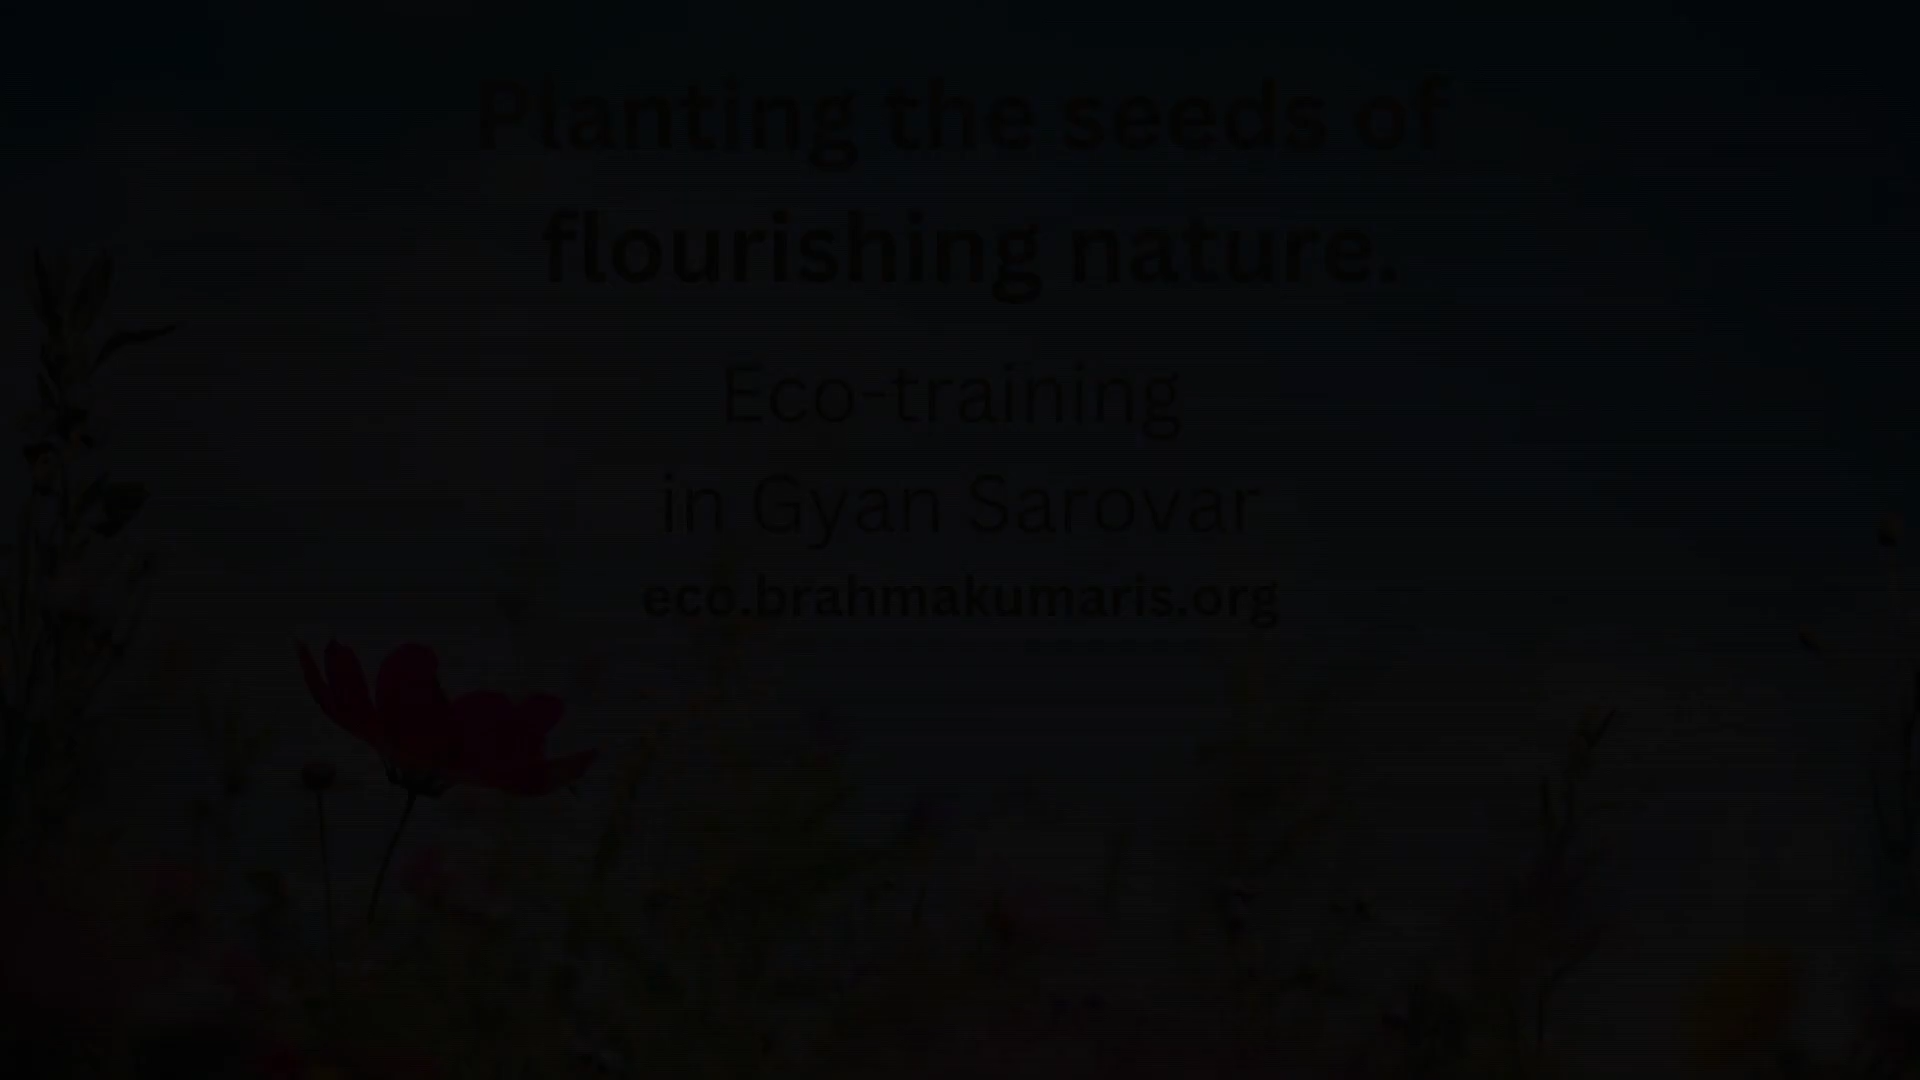 Planting the seeds of
flourishing nature.
Eco-training
in Gyan Sarovar
eco.brahmakumaris.org